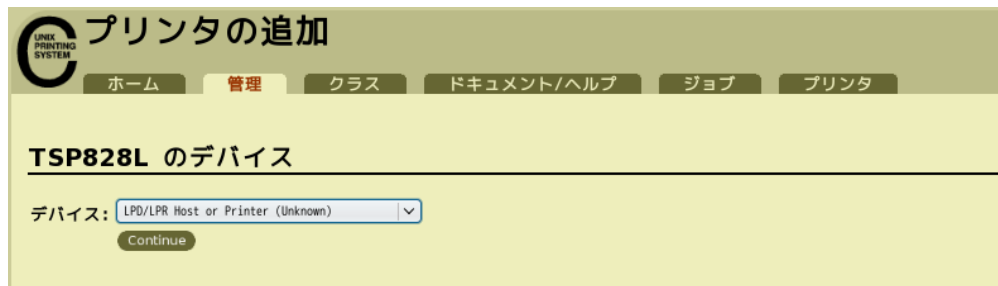 プリンタの追加
UNIX
PRINTING
SYSTEM
ホーム 管理 クラス ドキュメント/ヘルプ ジョブ プリンタ
TSP828L のデバイス
デバイス: LPD/LPR Host or Printer (Unknown)
Continue